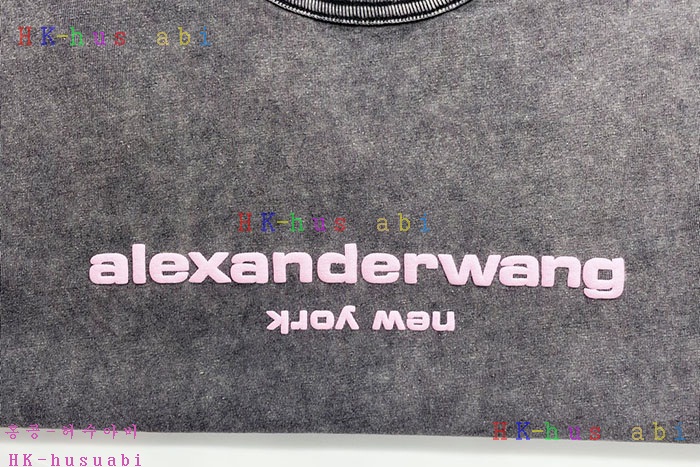 HK-hus abi
HK-hus abi
alexanderwang
new york
홍콩-허수아비
HK-husuabi
HK-hus abi